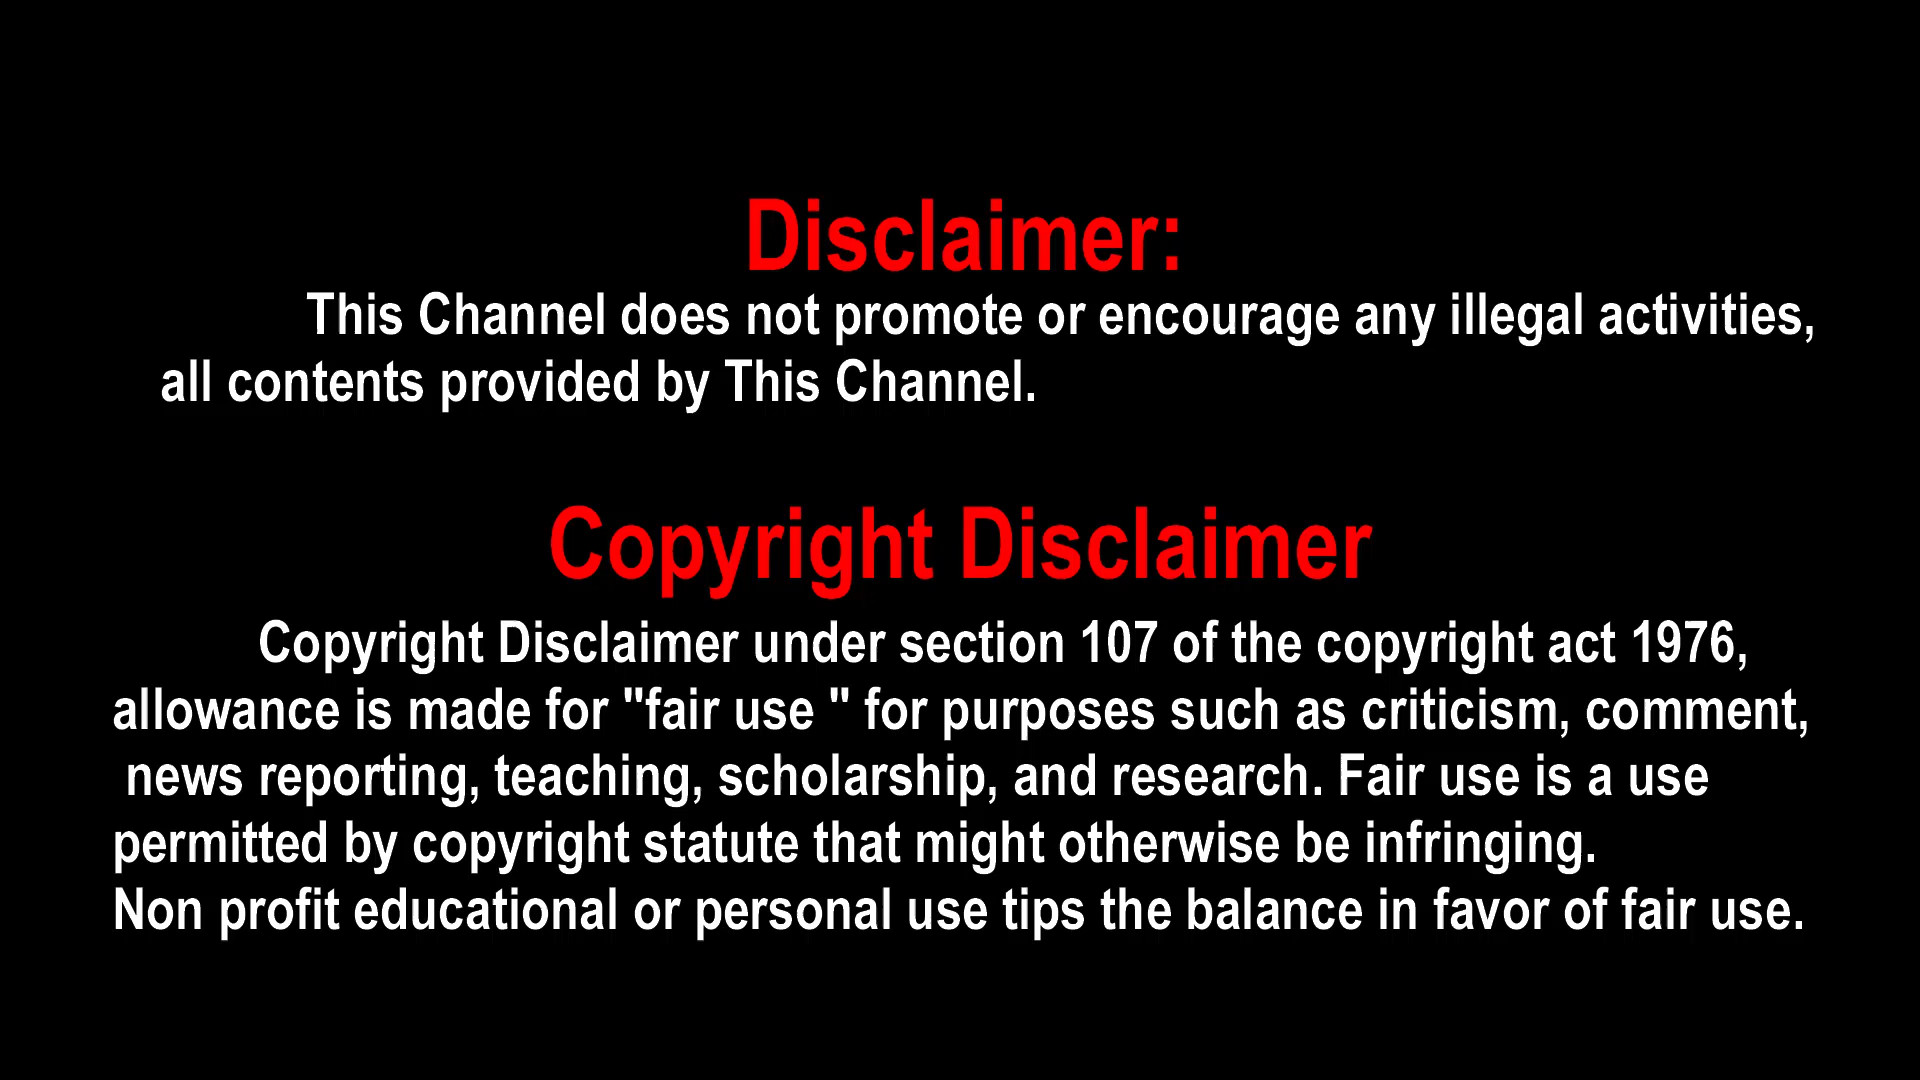 Disclaimer:
This Channel does not promote or encourage any illegal activities,
all contents provided by This Channel.
Copyright Disclaimer
Copyright Disclaimer under section 107 of the copyright act 1976,
allowance is made for "fair use " for purposes such as criticism, comment,
news reporting, teaching, scholarship, and research. Fair use is a use
permitted by copyright statute that might otherwise be infringing.
Non profit educational or personal use tips the balance in favor of fair use.